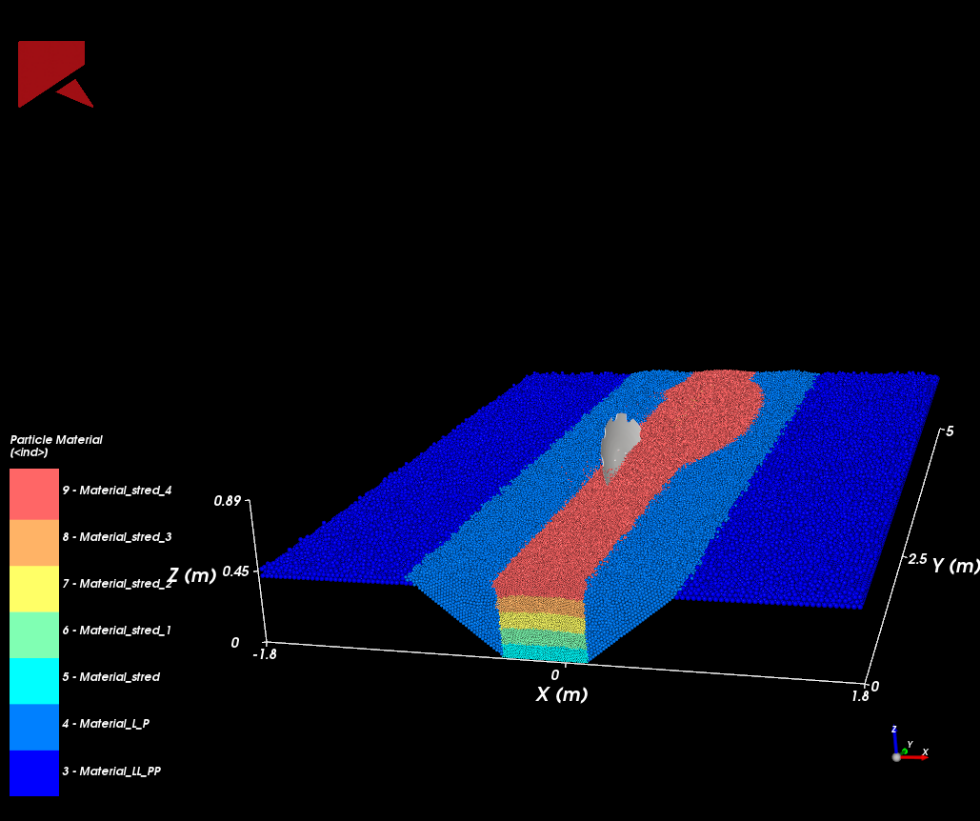 Particle Material
(<ind>)
9 - Material_stred_4
8 - Material_stred_3
7 - Material_stred_2
6 - Material_stred_1
5 - Material_stred
4 - Material_L_P
3 - Material_LL_PP
0.89
Z (m)
0.45
0
-1.8
0
X (m)
1.8
0
2.5
Y (m)
5
Z
Y
X